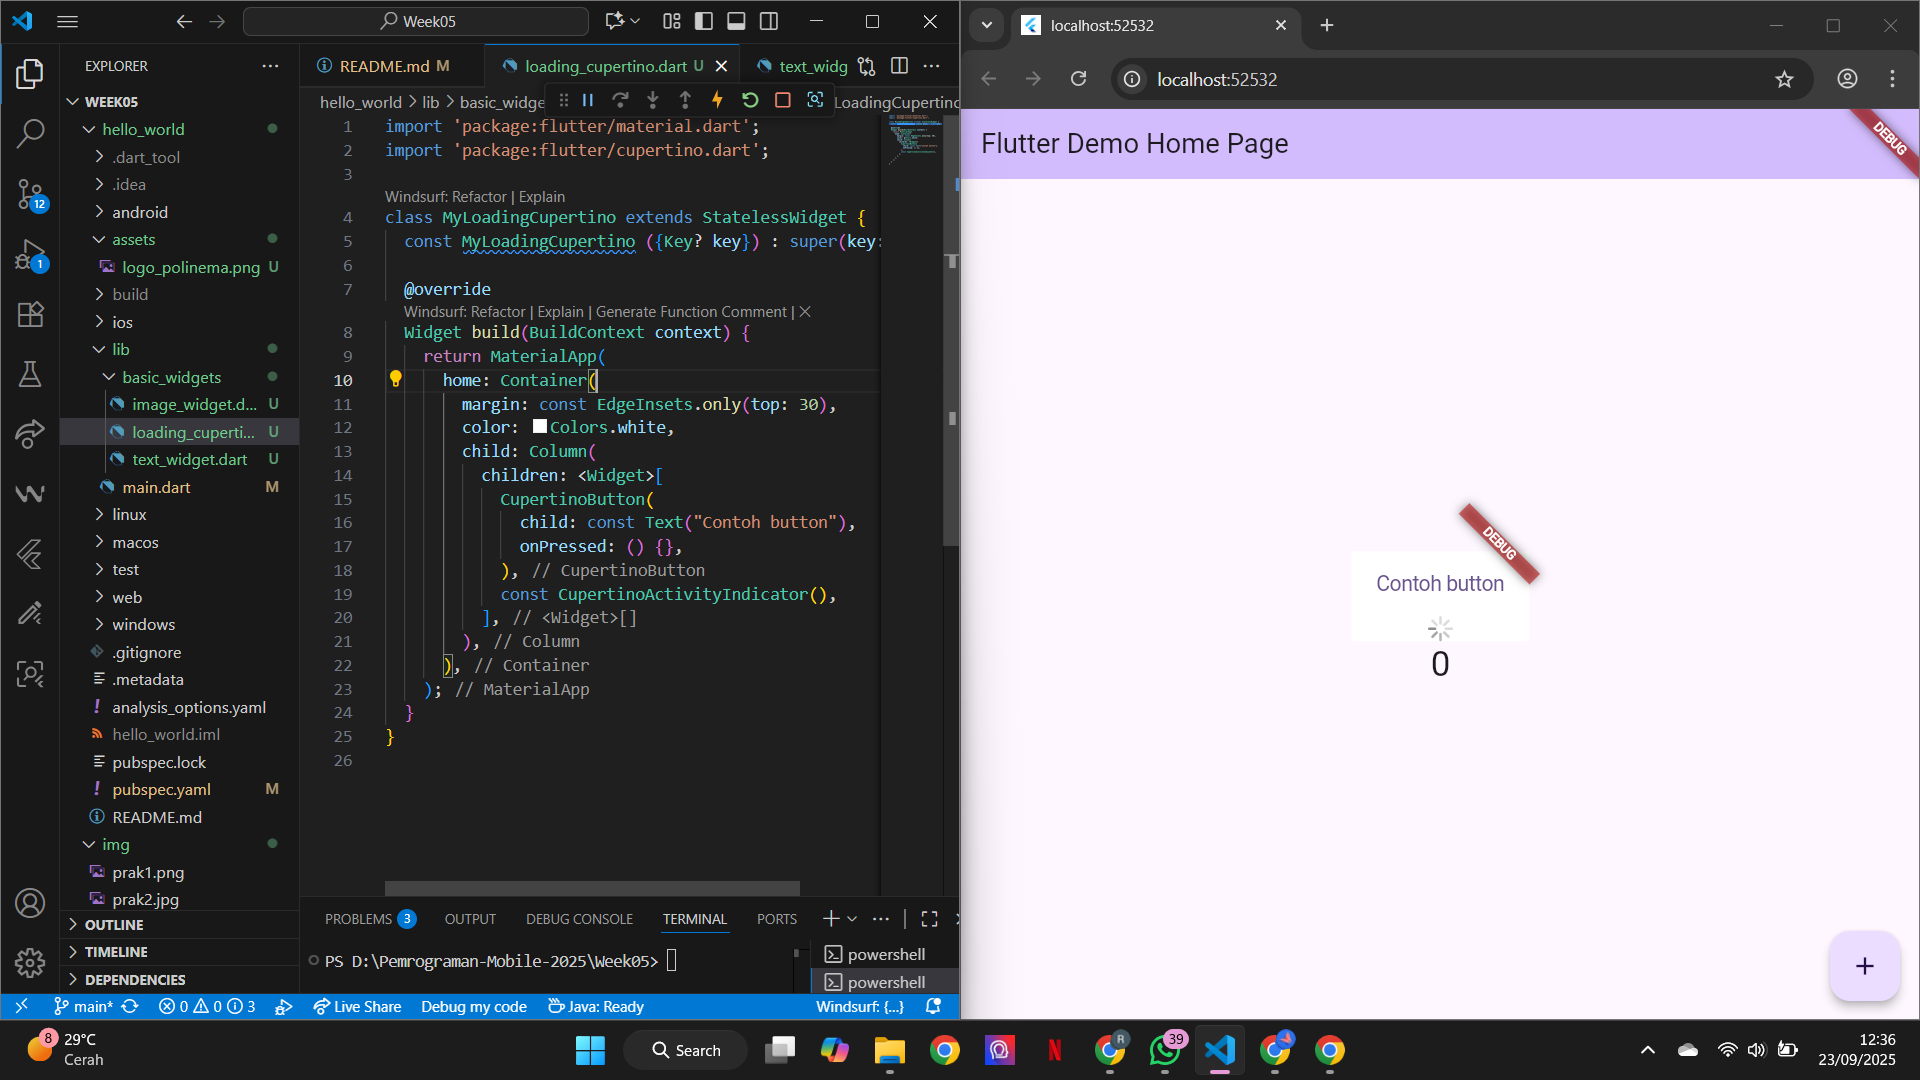 Week05
EXPLORER
WEEK05
hello_world
.dart_tool
.idea
android
assets
logo_polinema.png U
build
ios
lib
basic_widgets
image_widget.d... U
loading_cuperti... U
text_widget.dart U
main.dart M
linux
macos
test
web
windows
.gitignore
.metadata
analysis_options.yaml
hello_world.iml
pubspec.lock
pubspec.yaml M
README.md
img
prak1.png
prak2.jpg
OUTLINE
TIMELINE
DEPENDENCIES
12
1
README.md M
loading_cupertino.dart U
text_widg
hello_world > lib > basic_widge
LoadingCupertino
1 import 'package:flutter/material.dart';
2 import 'package:flutter/cupertino.dart';
3
Windsurf: Refactor | Explain
4 class MyLoadingCupertino extends StatelessWidget {
5 const MyLoadingCupertino ({Key? key}) : super(key:
6
7 @override
Windsurf: Refactor | Explain | Generate Function Comment | ✕
8 Widget build(BuildContext context) {
9 return MaterialApp(
10 home: Container(
11 margin: const EdgeInsets.only(top: 30),
12 color: Colors.white,
13 child: Column(
14 children: <Widget>[
15 CupertinoButton(
16 child: const Text("Contoh button"),
17 onPressed: () {},
18 ), // CupertinoButton
19 const CupertinoActivityIndicator(),
20 ], // <Widget>[]
21 ), // Column
22 ), // Container
23 ); // MaterialApp
24 }
25 }
26
PROBLEMS 3 OUTPUT DEBUG CONSOLE TERMINAL PORTS
PS D:\Pemrograman-Mobile-2025\Week05>
powershell
powershell
main* 0 0 3 Live Share Debug my code Java: Ready Windsurf: {...}
localhost:52532
localhost:52532
Flutter Demo Home Page
DEBUG
DEBUG
Contoh button
0
+
8
29°C
Cerah
Search
R
39
12:36
23/09/2025